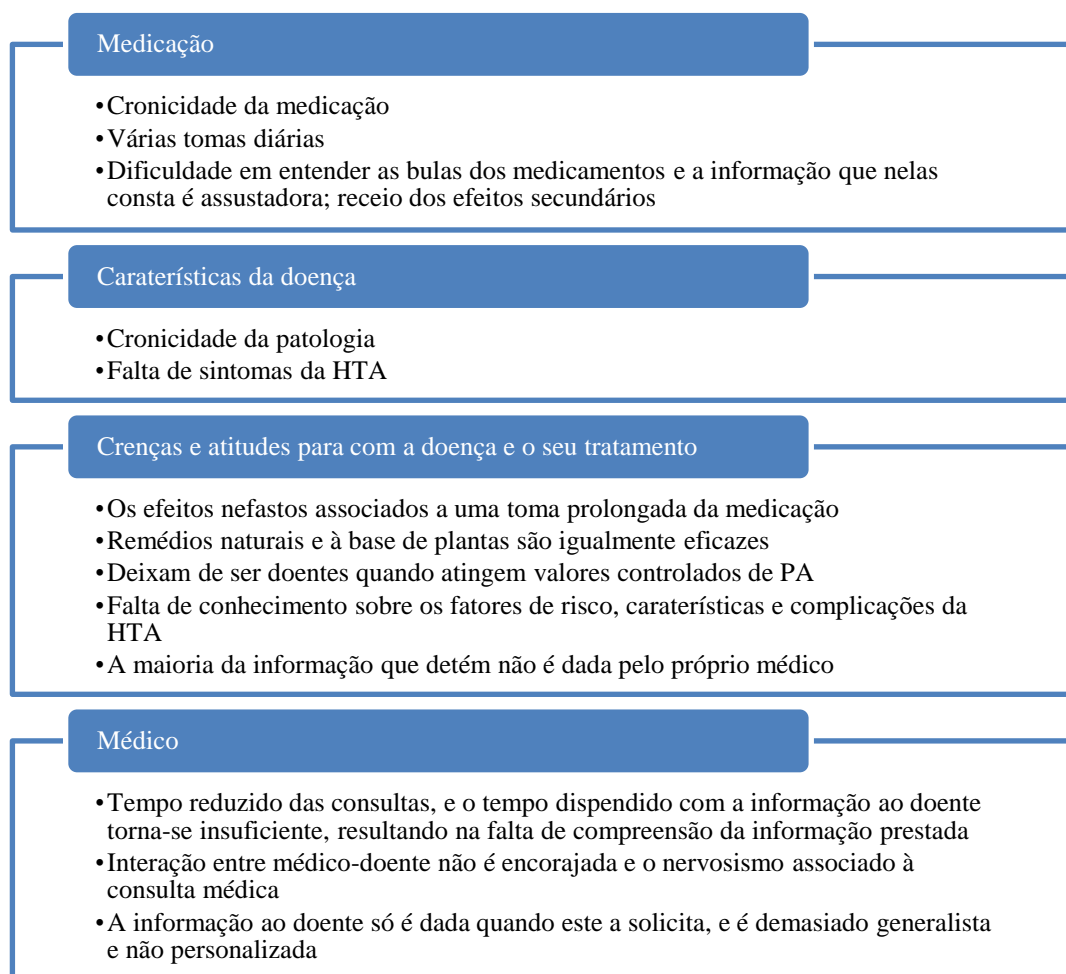 Medicação
•Cronicidade da medicação
•Várias tomas diárias
•Dificuldade em entender as bulas dos medicamentos e a informação que nelas
consta é assustadora; receio dos efeitos secundários
Caraterísticas da doença
•Cronicidade da patologia
•Falta de sintomas da HTA
Crenças e atitudes para com a doença e o seu tratamento
•Os efeitos nefastos associados a uma toma prolongada da medicação
•Remédios naturais e à base de plantas são igualmente eficazes
•Deixam de ser doentes quando atingem valores controlados de PA
•Falta de conhecimento sobre os fatores de risco, caraterísticas e complicações da
HTA
•A maioria da informação que detém não é dada pelo próprio médico
Médico
•Tempo reduzido das consultas, e o tempo dispendido com a informação ao doente
torna-se insuficiente, resultando na falta de compreensão da informação prestada
•Interação entre médico-doente não é encorajada e o nervosismo associado à
consulta médica
•A informação ao doente só é dada quando este a solicita, e é demasiado generalista
e não personalizada